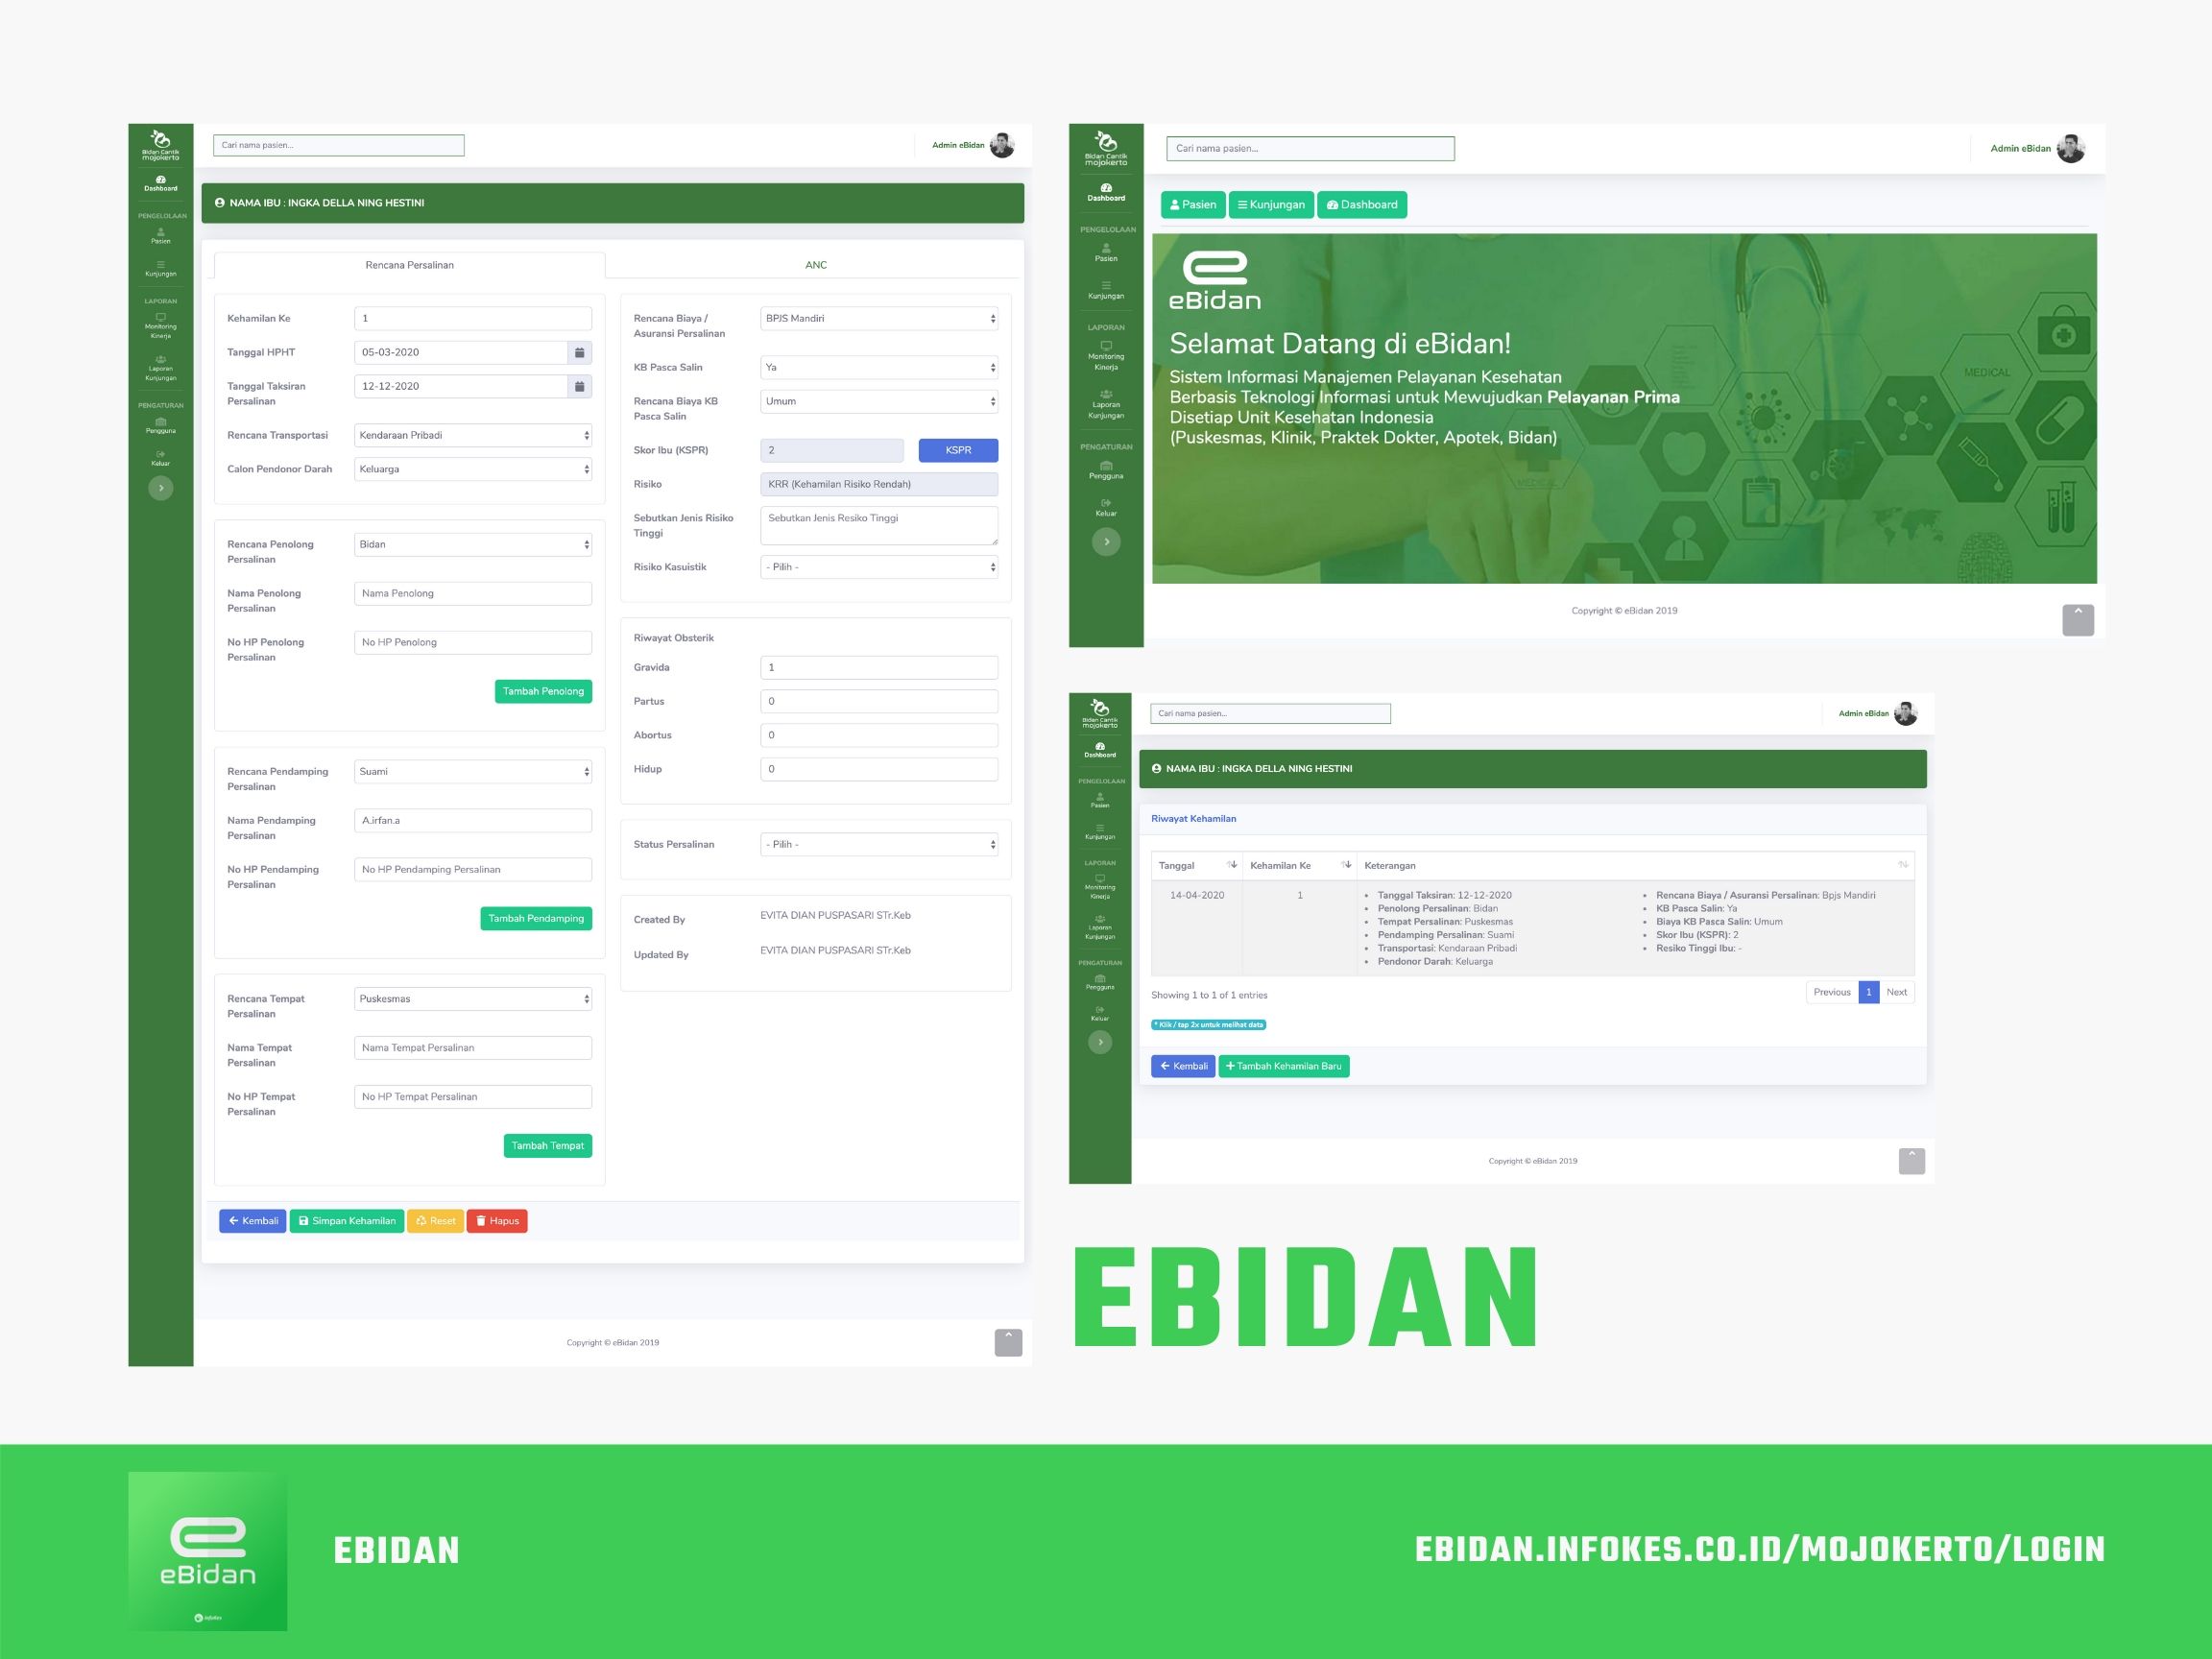 Bidan Cantik
mojokerto
Dashboard
PENGELOLAAN
Pasien
Kunjungan
LAPORAN
Monitoring
Kinerja
Laporan
Kunjungan
PENGATURAN
Pengguna
Keluar
Cari nama pasien...
Admin eBidan
NAMA IBU : INGKA DELLA NING HESTINI
Rencana Persalinan
ANC
Kehamilan Ke
1
Tanggal HPHT
05-03-2020
Tanggal Taksiran
Persalinan
12-12-2020
Rencana Transportasi
Kendaraan Pribadi
Calon Pendonor Darah
Keluarga
Rencana Penolong
Persalinan
Bidan
Nama Penolong
Persalinan
Nama Penolong
No HP Penolong
Persalinan
No HP Penolong
Tambah Penolong
Rencana Pendamping
Persalinan
Suami
Nama Pendamping
Persalinan
A.irfan.a
No HP Pendamping
Persalinan
No HP Pendamping Persalinan
Tambah Pendamping
Rencana Tempat
Persalinan
Puskesmas
Nama Tempat
Persalinan
Nama Tempat Persalinan
No HP Tempat
Persalinan
No HP Tempat Persalinan
Tambah Tempat
Rencana Biaya /
Asuransi Persalinan
BPJS Mandiri
KB Pasca Salin
Ya
Rencana Biaya KB
Pasca Salin
Umum
Skor Ibu (KSPR)
2
KSPR
Risiko
KRR (Kehamilan Risiko Rendah)
Sebutkan Jenis Risiko
Tinggi
Sebutkan Jenis Resiko Tinggi
Risiko Kasuistik
- Pilih -
Riwayat Obsterik
Gravida
1
Partus
0
Abortus
0
Hidup
0
Status Persalinan
- Pilih -
Created By
EVITA DIAN PUSPASARI STr.Keb
Updated By
EVITA DIAN PUSPASARI STr.Keb
Kembali
Simpan Kehamilan
Reset
Hapus
Copyright © eBidan 2019
Bidan Cantik
mojokerto
Dashboard
PENGELOLAAN
Pasien
Kunjungan
LAPORAN
Monitoring
Kinerja
Laporan
Kunjungan
PENGATURAN
Pengguna
Keluar
Cari nama pasien...
Admin eBidan
Pasien
Kunjungan
Dashboard
eBidan
Selamat Datang di eBidan!
Sistem Informasi Manajemen Pelayanan Kesehatan
Berbasis Teknologi Informasi untuk Mewujudkan Pelayanan Prima
Disetiap Unit Kesehatan Indonesia
(Puskesmas, Klinik, Praktek Dokter, Apotek, Bidan)
MEDICAL
Copyright © eBidan 2019
Bidan Cantik
mojokerto
Dashboard
PENGELOLAAN
Pasien
Kunjungan
LAPORAN
Monitoring
Kinerja
Laporan
Kunjungan
PENGATURAN
Pengguna
Keluar
Cari nama pasien...
Admin eBidan
NAMA IBU : INGKA DELLA NING HESTINI
Riwayat Kehamilan
Tanggal
Kehamilan Ke
Keterangan
14-04-2020
1
• Tanggal Taksiran: 12-12-2020
• Penolong Persalinan: Bidan
• Tempat Persalinan: Puskesmas
• Pendamping Persalinan: Suami
• Transportasi: Kendaraan Pribadi
• Pendonor Darah: Keluarga
• Rencana Biaya / Asuransi Persalinan: Bpjs Mandiri
• KB Pasca Salin: Ya
• Biaya KB Pasca Salin: Umum
• Skor Ibu (KSPR): 2
• Resiko Tinggi Ibu: -
Showing 1 to 1 of 1 entries
Previous
1
Next
* Klik / tap 2x untuk melihat data
Kembali
Tambah Kehamilan Baru
Copyright © eBidan 2019
EBIDAN
eBidan
infokes
EBIDAN
EBIDAN.INFOKES.CO.ID/MOJOKERTO/LOGIN